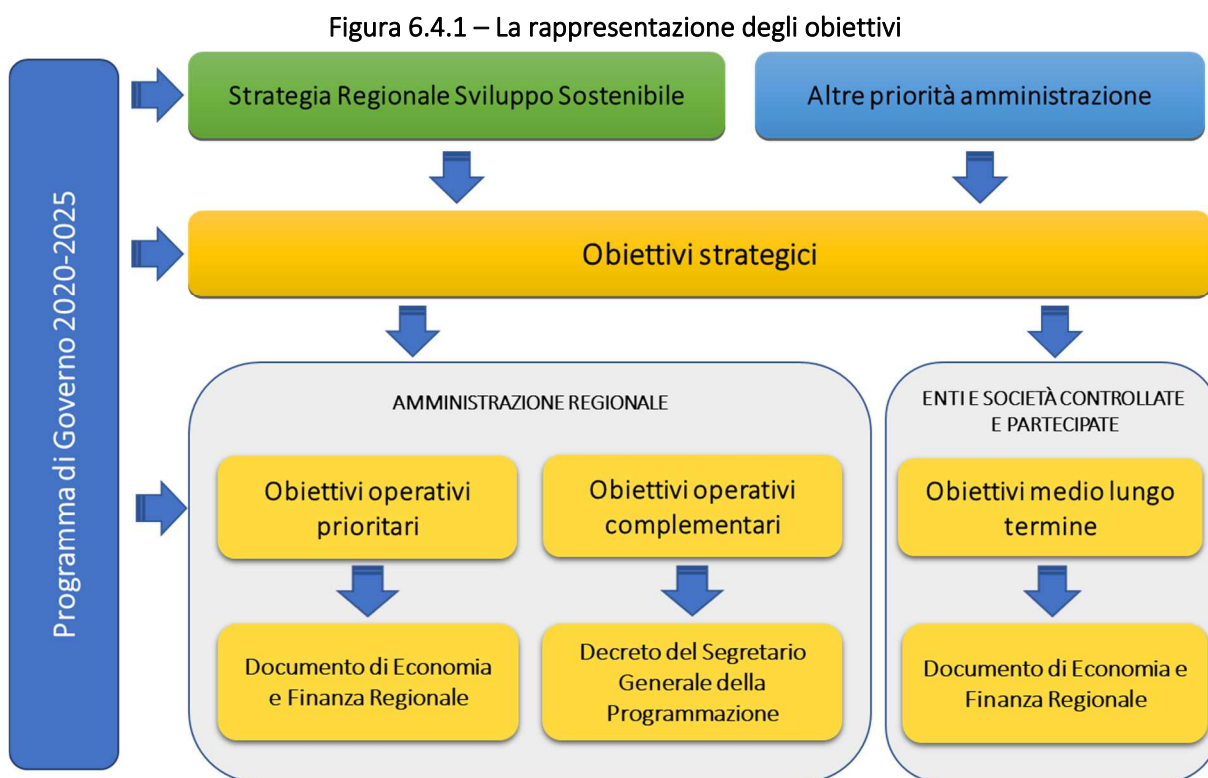 Figura 6.4.1 – La rappresentazione degli obiettivi
Programma di Governo 2020-2025
Strategia Regionale Sviluppo Sostenibile
Altre priorità amministrazione
Obiettivi strategici
AMMINISTRAZIONE REGIONALE
Obiettivi operativi
prioritari
Obiettivi operativi
complementari
Documento di Economia
e Finanza Regionale
Decreto del Segretario
Generale della
Programmazione
ENTI E SOCIETÀ CONTROLLATE
E PARTECIPATE
Obiettivi medio lungo
termine
Documento di Economia e
Finanza Regionale